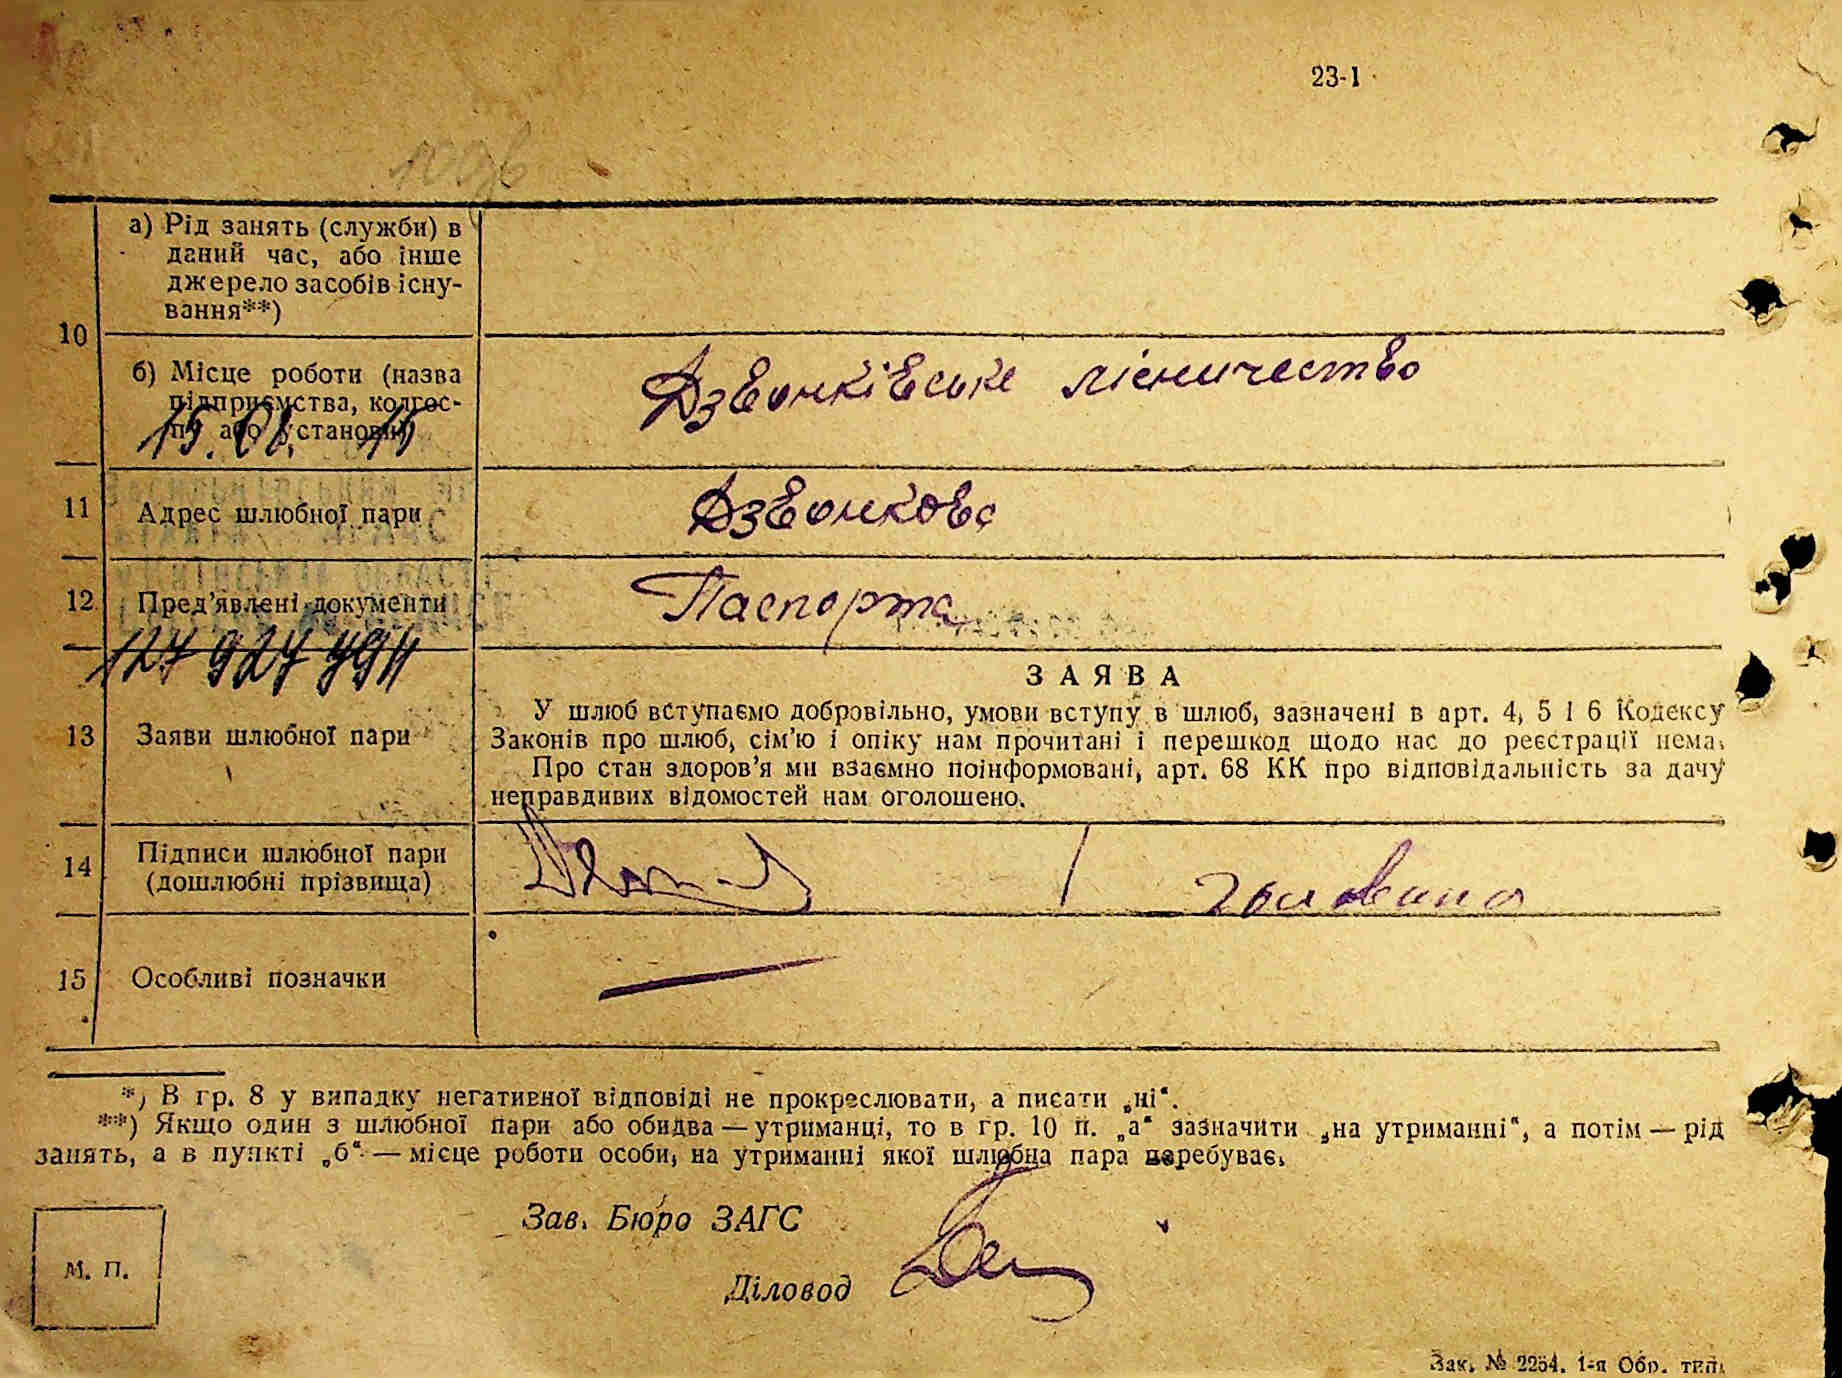 23-1
10
а) Рід занять (служби) в
даний час, або інше
джерело засобів існу-
вання**)
б) Місце роботи (назва
підприємства, колгос-
пу або установи)
Дзвонківське лісничество
15.01. 15
11
Адрес шлюбної пари
Дзвонкова
12
Пред’явлені документи
Паспорта
127 927 7911
13
Заяви шлюбної пари
ЗАЯВА
У шлюб вступаємо добровільно, умови вступу в шлюб, зазначені в арт. 4, 5 і 6 Кодексу
Законів про шлюб, сім’ю і опіку нам прочитані і перешкод щодо нас до реєстрації нема.
Про стан здоров’я ми взаємно поінформовані, арт. 68 КК про відповідальність за дачу
неправдивих відомостей нам оголошено.
14
Підписи шлюбної пари
(дошлюбні прізвища)
15
Особливі позначки
*) В гр. 8 у випадку негативної відповіді не прокреслювати, а писати „ні“.
**) Якщо один з шлюбної пари або обидва — утриманці, то в гр. 10 п. „а“ зазначити „на утриманні“, а потім — рід
занять, а в пункті „б“ — місце роботи особи, на утриманні якої шлюбна пара перебуває.
Зав. Бюро ЗАГС
М. П.
Діловод
Зак. № 2254. 1-я Обр. тип.